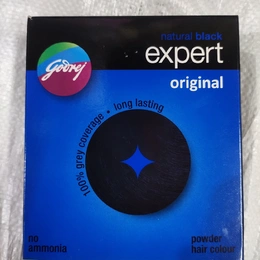 Godrej
natural black
expert
original
100% grey coverage • long lasting
no
ammonia
powder
hair colour